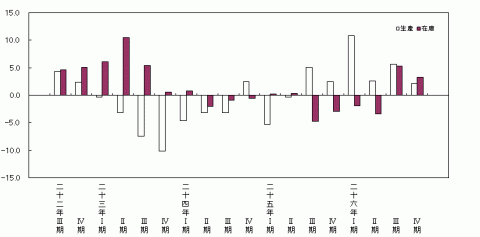 15.0
10.0
5.0
0.0
−5.0
−10.0
−15.0
□生産 ■在庫
二十二年Ⅲ期
Ⅳ期
二十三年Ⅰ期
Ⅱ期
Ⅲ期
Ⅳ期
二十四年Ⅰ期
Ⅱ期
Ⅲ期
Ⅳ期
二十五年Ⅰ期
Ⅱ期
Ⅲ期
Ⅳ期
二十六年Ⅰ期
Ⅱ期
Ⅲ期
Ⅳ期